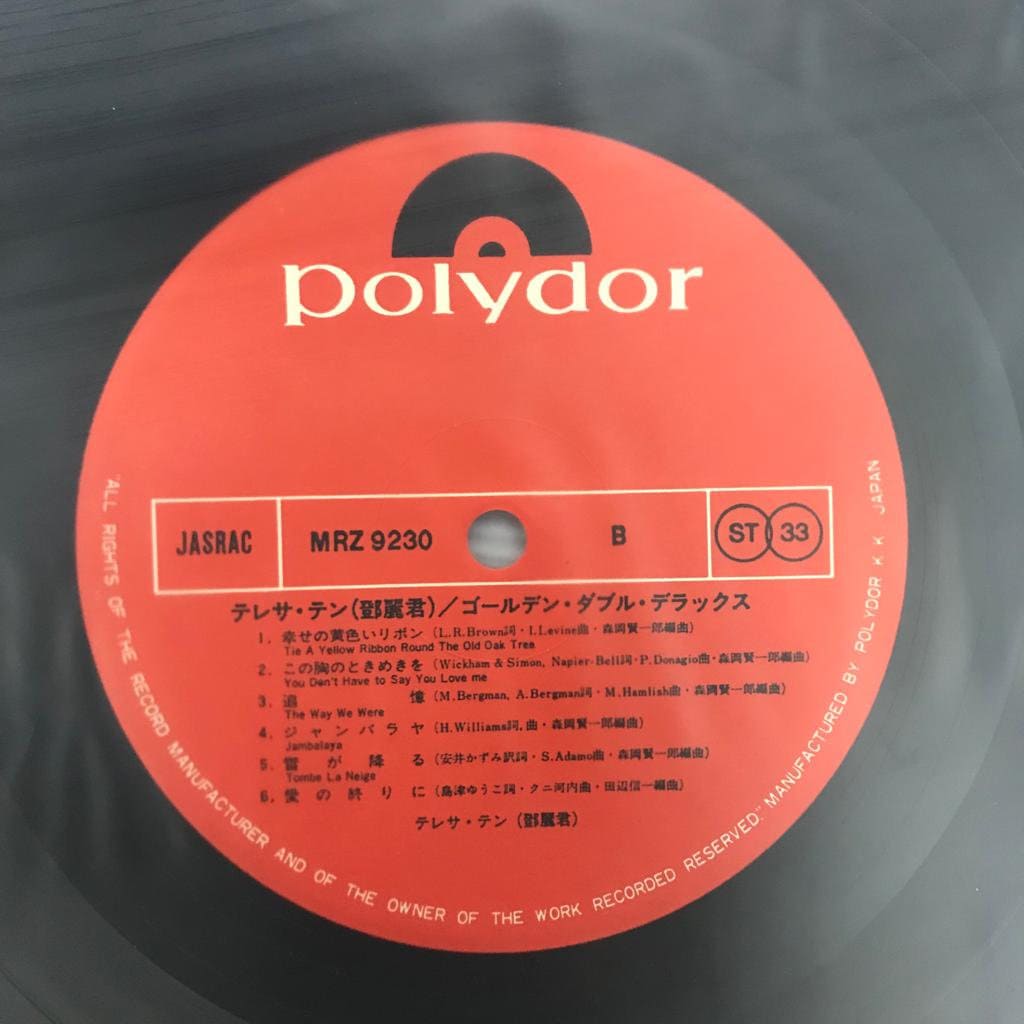 polydor
JASRAC MRZ 9230 B ST 33
テレサ・テン(鄧麗君)/ゴールデン・ダブル・デラックス
1. 幸せの黄色いリボン (L.R.Brown詞・I.Levine曲・森岡賢一郎編曲)
Tie A Yellow Ribbon Round The Old Oak Tree
2. この胸のときめきを (Wickham & Simon, Napier-Bell詞・P.Donagio曲・森岡賢一郎編曲)
You Don't Have to Say You Love me
3. 追憶 (M.Bergman, A.Bergman詞・M.Hamlish曲・森岡賢一郎編曲)
The Way We Were
4. ジャンバラヤ (H.Williams詞,曲・森岡賢一郎編曲)
Jambalaya
5. 雪が降る (安井かずみ訳詞・S.Adamo曲・森岡賢一郎編曲)
Tombe La Neige
6. 愛の終りに (島津ゆうこ詞・クニ河内曲・田辺信一編曲)
テレサ・テン (鄧麗君)
"ALL RIGHTS OF THE RECORD MANUFACTURER AND OF THE OWNER OF THE WORK RECORDED RESERVED." MANUFACTURED BY POLYDOR K K JAPAN